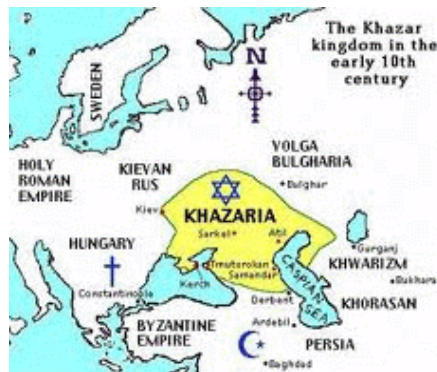 The Khazar
kingdom in the
early 10th
century
N
SWEDEN
HOLY
ROMAN
EMPIRE
KIEVAN
RUS
VOLGA
BULGHARIA
Bulghar
Kiev
KHAZARIA
Sarkel
Atil
HUNGARY
Tmutorokan
Samandar
Kerch
CASPIAN
SEA
Gurganj
KHWARIZM
Bukhara
Constantinople
Derbent
KHORASAN
BYZANTINE
EMPIRE
Ardebil
PERSIA
Baghdad